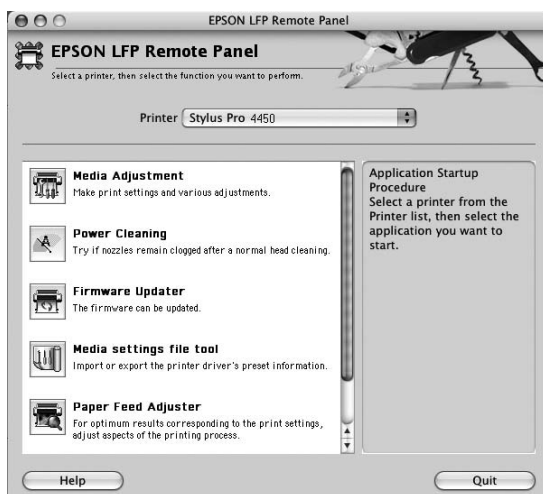 EPSON LFP Remote Panel
EPSON LFP Remote Panel
Select a printer, then select the function you want to perform.
Printer Stylus Pro 4450
Media Adjustment
Make print settings and various adjustments.
Power Cleaning
Try if nozzles remain clogged after a normal head cleaning.
Firmware Updater
The firmware can be updated.
Media settings file tool
Import or export the printer driver's preset information.
Paper Feed Adjuster
For optimum results corresponding to the print settings,
adjust aspects of the printing process.
Application Startup
Procedure
Select a printer from the
Printer list, then select the
application you want to
start.
Help
Quit